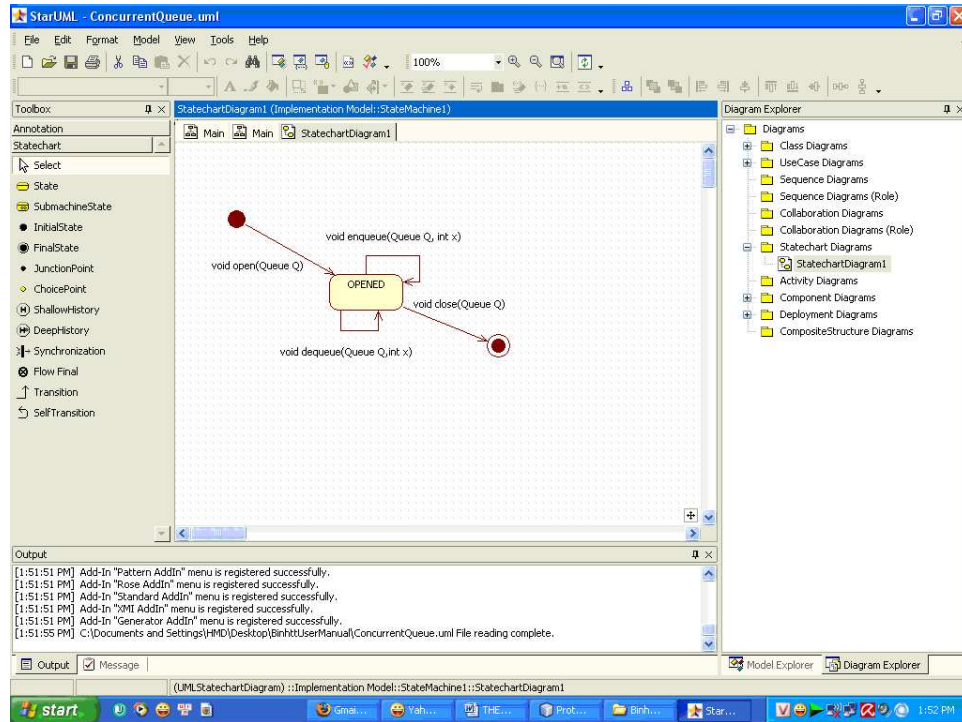 StarUML - ConcurrentQueue.uml
File Edit Format Model View Tools Help
100%
Toolbox
Annotation
Statechart
Select
State
SubmachineState
InitialState
FinalState
JunctionPoint
ChoicePoint
ShallowHistory
DeepHistory
Synchronization
Flow Final
Transition
SelfTransition
StatechartDiagram1 (Implementation Model::StateMachine1)
Main Main StatechartDiagram1
void enqueue(Queue Q, int x)
void open(Queue Q)
OPENED
void close(Queue Q)
void dequeue(Queue Q,int x)
Diagram Explorer
Diagrams
Class Diagrams
UseCase Diagrams
Sequence Diagrams
Sequence Diagrams (Role)
Collaboration Diagrams
Collaboration Diagrams (Role)
Statechart Diagrams
StatechartDiagram1
Activity Diagrams
Component Diagrams
Deployment Diagrams
CompositeStructure Diagrams
Output
[1:51:51 PM] Add-In "Pattern AddIn" menu is registered successfully.
[1:51:51 PM] Add-In "Rose AddIn" menu is registered successfully.
[1:51:51 PM] Add-In "Standard AddIn" menu is registered successfully.
[1:51:51 PM] Add-In "XMI AddIn" menu is registered successfully.
[1:51:51 PM] Add-In "Generator AddIn" menu is registered successfully.
[1:51:55 PM] C:\Documents and Settings\HMD\Desktop\BinhttUserManual\ConcurrentQueue.uml File reading complete.
Output Message
Model Explorer Diagram Explorer
(UMLStatechartDiagram) ::Implementation Model::StateMachine1::StatechartDiagram1
start Gmai... Yah... THE... Prot... Binh... Star... 1:52 PM